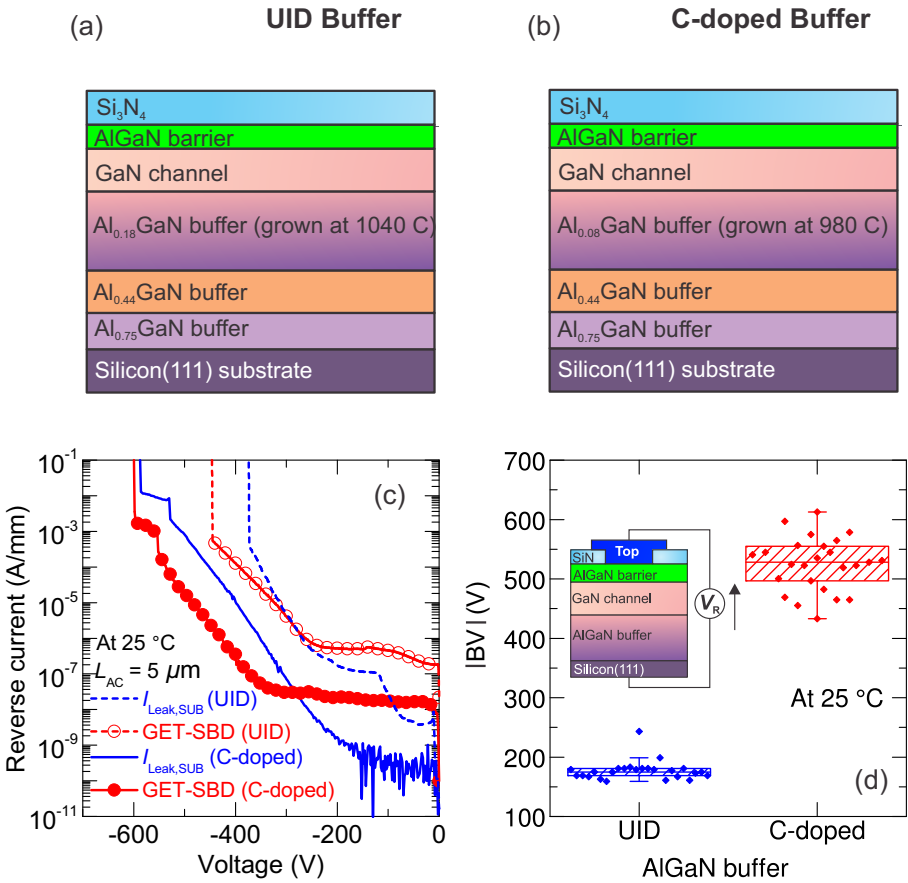 (a) UID Buffer
Si₃N₄
AlGaN barrier
GaN channel
Al₀.₁₈GaN buffer (grown at 1040 C)
Al₀.₄₄GaN buffer
Al₀.₇₅GaN buffer
Silicon(111) substrate
(b) C-doped Buffer
Si₃N₄
AlGaN barrier
GaN channel
Al₀.₀₈GaN buffer (grown at 980 C)
Al₀.₄₄GaN buffer
Al₀.₇₅GaN buffer
Silicon(111) substrate
(c)
Reverse current (A/mm)
10⁻¹
10⁻³
10⁻⁵
10⁻⁷
10⁻⁹
10⁻¹¹
At 25 °C
L_AC = 5 µm
I_Leak,SUB (UID)
GET-SBD (UID)
I_Leak,SUB (C-doped)
GET-SBD (C-doped)
-600 -400 -200 0
Voltage (V)
(d)
|BV| (V)
700
600
500
400
300
200
100
Top
SiN
AlGaN barrier
GaN channel
AlGaN buffer
Silicon(111)
V_R
At 25 °C
UID C-doped
AlGaN buffer